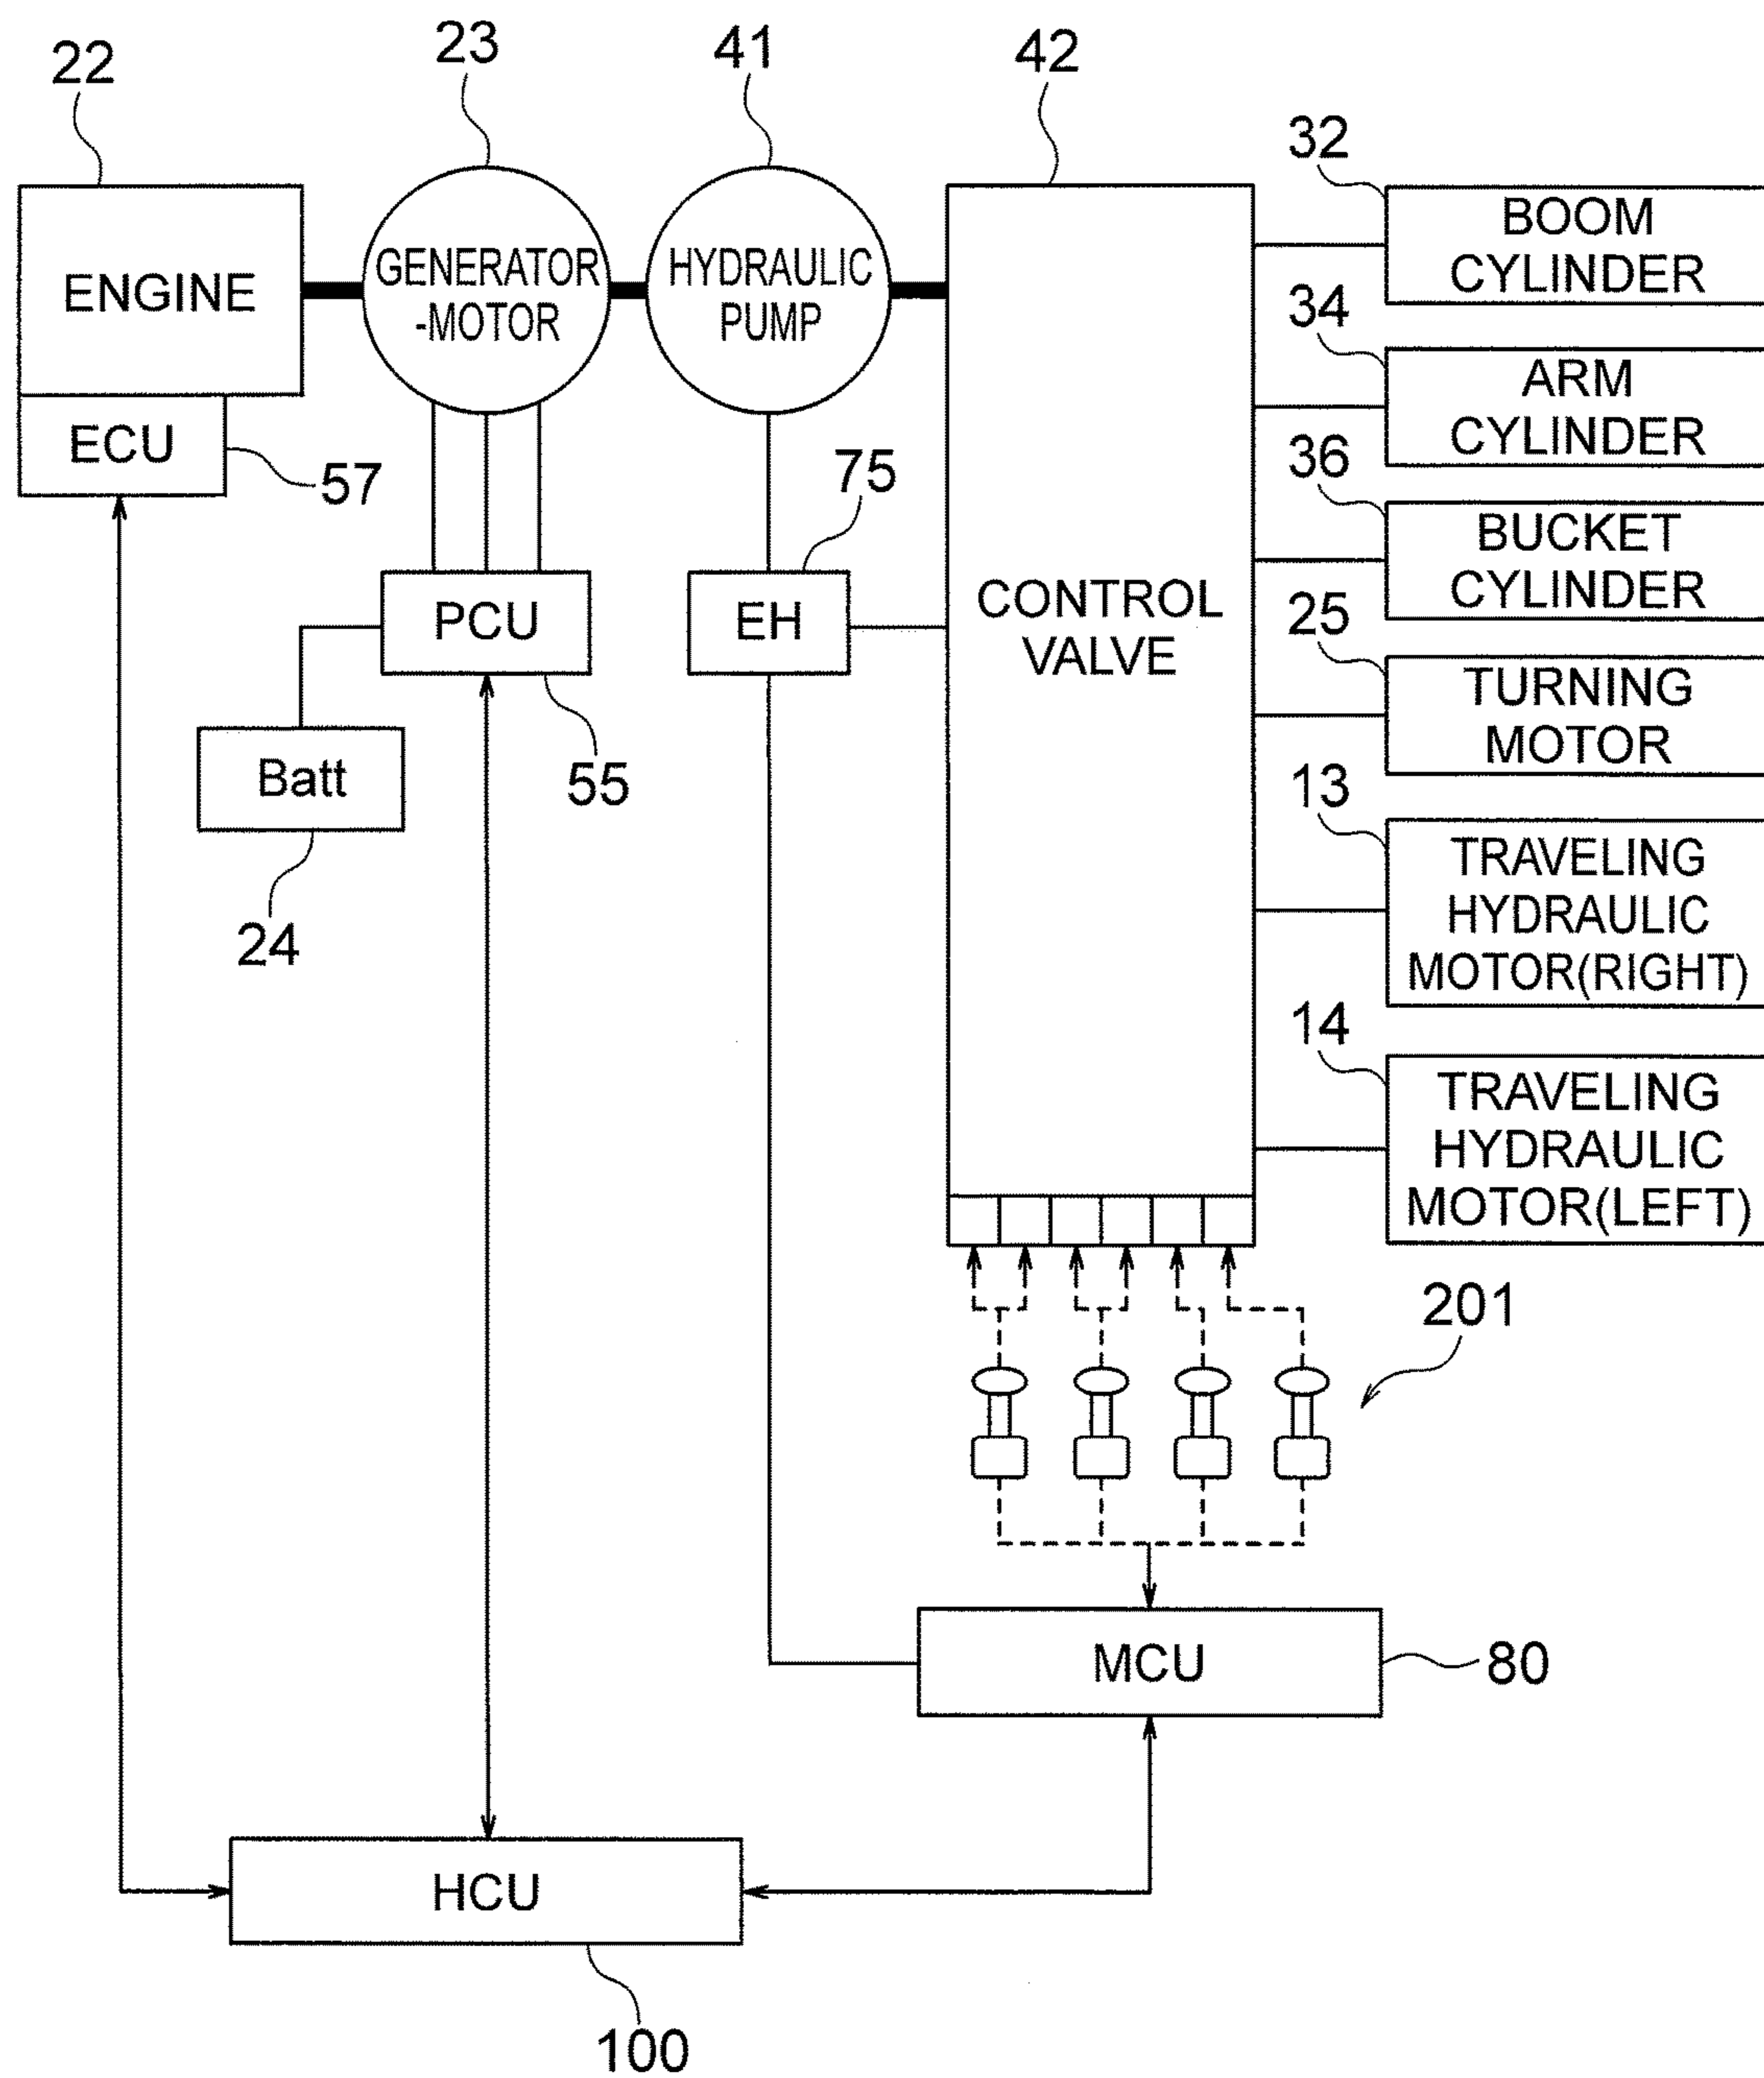 22
23
41
42
32
BOOM
CYLINDER
ENGINE
GENERATOR
-MOTOR
HYDRAULIC
PUMP
34
ARM
CYLINDER
ECU
57
75
36
BUCKET
CYLINDER
PCU
EH
CONTROL
VALVE
25
TURNING
MOTOR
Batt
55
24
13
TRAVELING
HYDRAULIC
MOTOR(RIGHT)
14
TRAVELING
HYDRAULIC
MOTOR(LEFT)
201
MCU
80
HCU
100